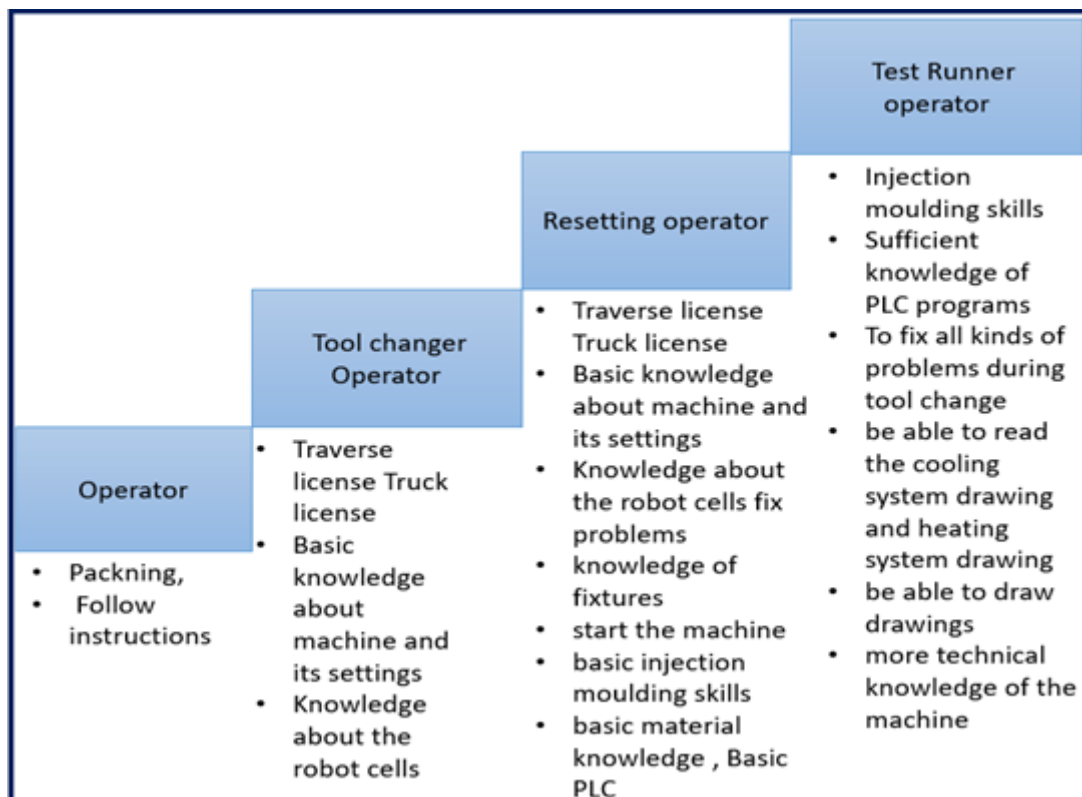 Operator
• Packning,
• Follow
instructions
Tool changer
Operator
• Traverse
license Truck
license
• Basic
knowledge
about
machine and
its settings
• Knowledge
about the
robot cells
Resetting operator
• Traverse license
Truck license
• Basic knowledge
about machine and
its settings
• Knowledge about
the robot cells fix
problems
• knowledge of
fixtures
• start the machine
• basic injection
moulding skills
• basic material
knowledge , Basic
PLC
Test Runner
operator
• Injection
moulding skills
• Sufficient
knowledge of
PLC programs
• To fix all kinds of
problems during
tool change
• be able to read
the cooling
system drawing
and heating
system drawing
• be able to draw
drawings
• more technical
knowledge of the
machine